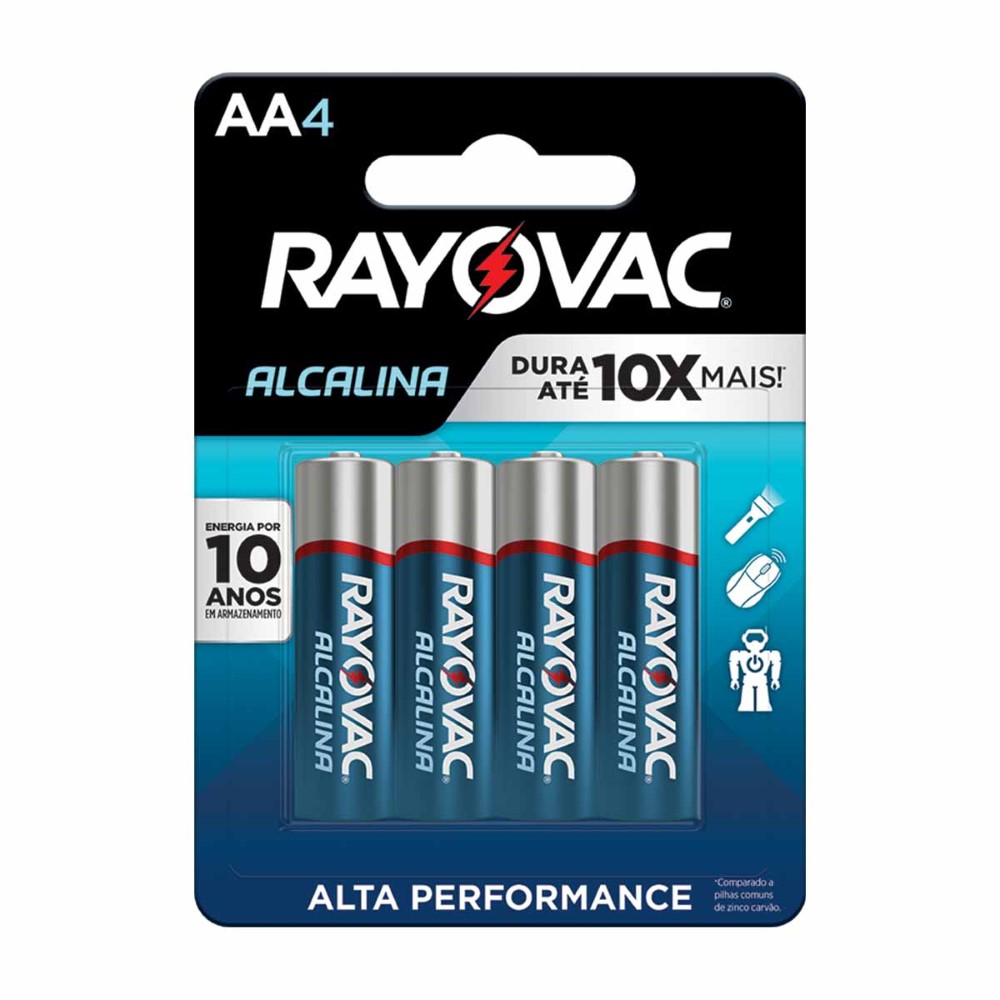 AA4
RAYOVAC®
ALCALINA
DURA ATÉ 10X MAIS!*
ENERGIA POR
10
ANOS
EM ARMAZENAMENTO
RAYOVAC®
ALCALINA
RAYOVAC®
ALCALINA
RAYOVAC®
ALCALINA
RAYOVAC®
ALCALINA
ALTA PERFORMANCE
*Comparado a
pilhas comuns
de zinco carvão.